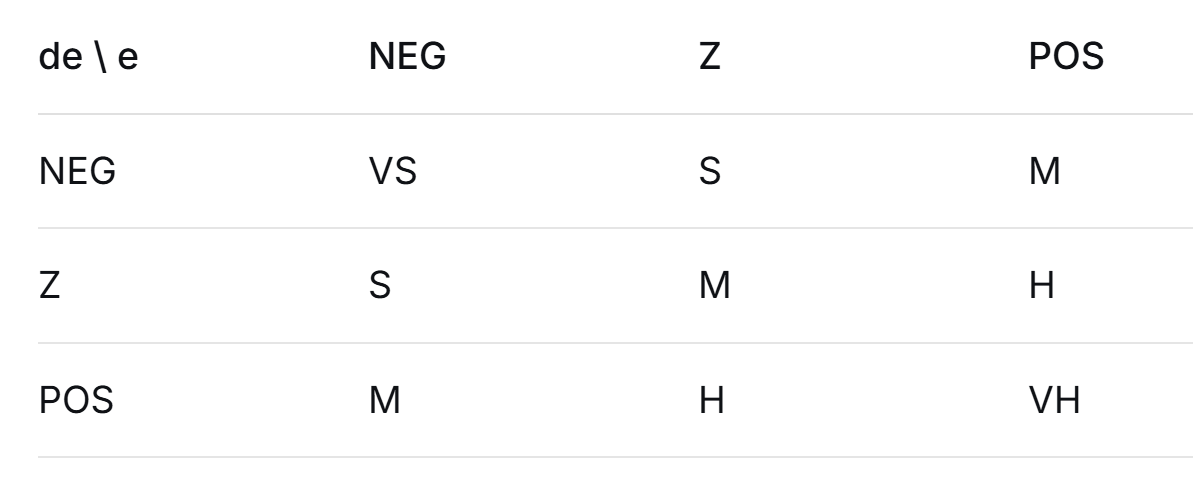 de \ e NEG Z POS
NEG VS S M
Z S M H
POS M H VH